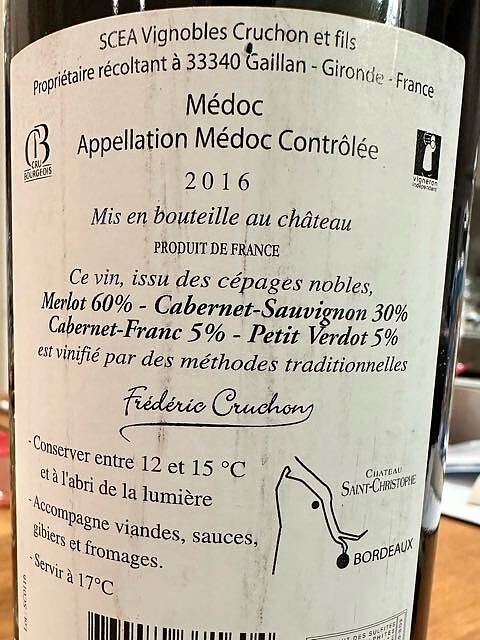 SCEA Vignobles Cruchon et fils
Propriétaire récoltant à 33340 Gaillan - Gironde - France
Médoc
Appellation Médoc Contrôlée
CB
CRU
BOURGEOIS
vigneron
indépendant
2016
Mis en bouteille au château
PRODUIT DE FRANCE
Ce vin, issu des cépages nobles,
Merlot 60% - Cabernet-Sauvignon 30%
Cabernet-Franc 5% - Petit Verdot 5%
est vinifié par des méthodes traditionnelles
Frédéric Cruchon
- Conserver entre 12 et 15 °C
et à l'abri de la lumière
- Accompagne viandes, sauces,
gibiers et fromages.
- Servir à 17°C
CHATEAU
SAINT-CHRISTOPHE
BORDEAUX
DES SULFITES